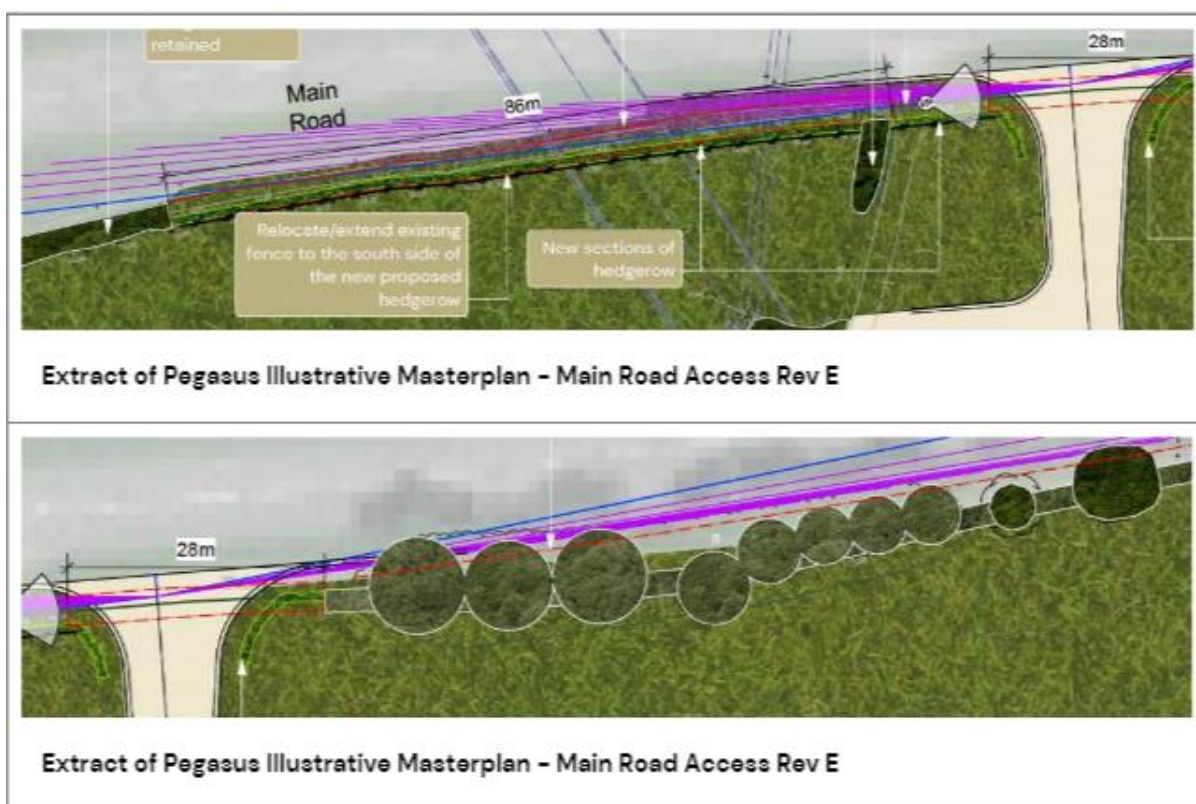 retained
28m
Main
Road
86m
Relocate/extend existing
fence to the south side of
the new proposed
hedgerow
New sections of
hedgerow
Extract of Pegasus Illustrative Masterplan – Main Road Access Rev E
28m
Extract of Pegasus Illustrative Masterplan – Main Road Access Rev E